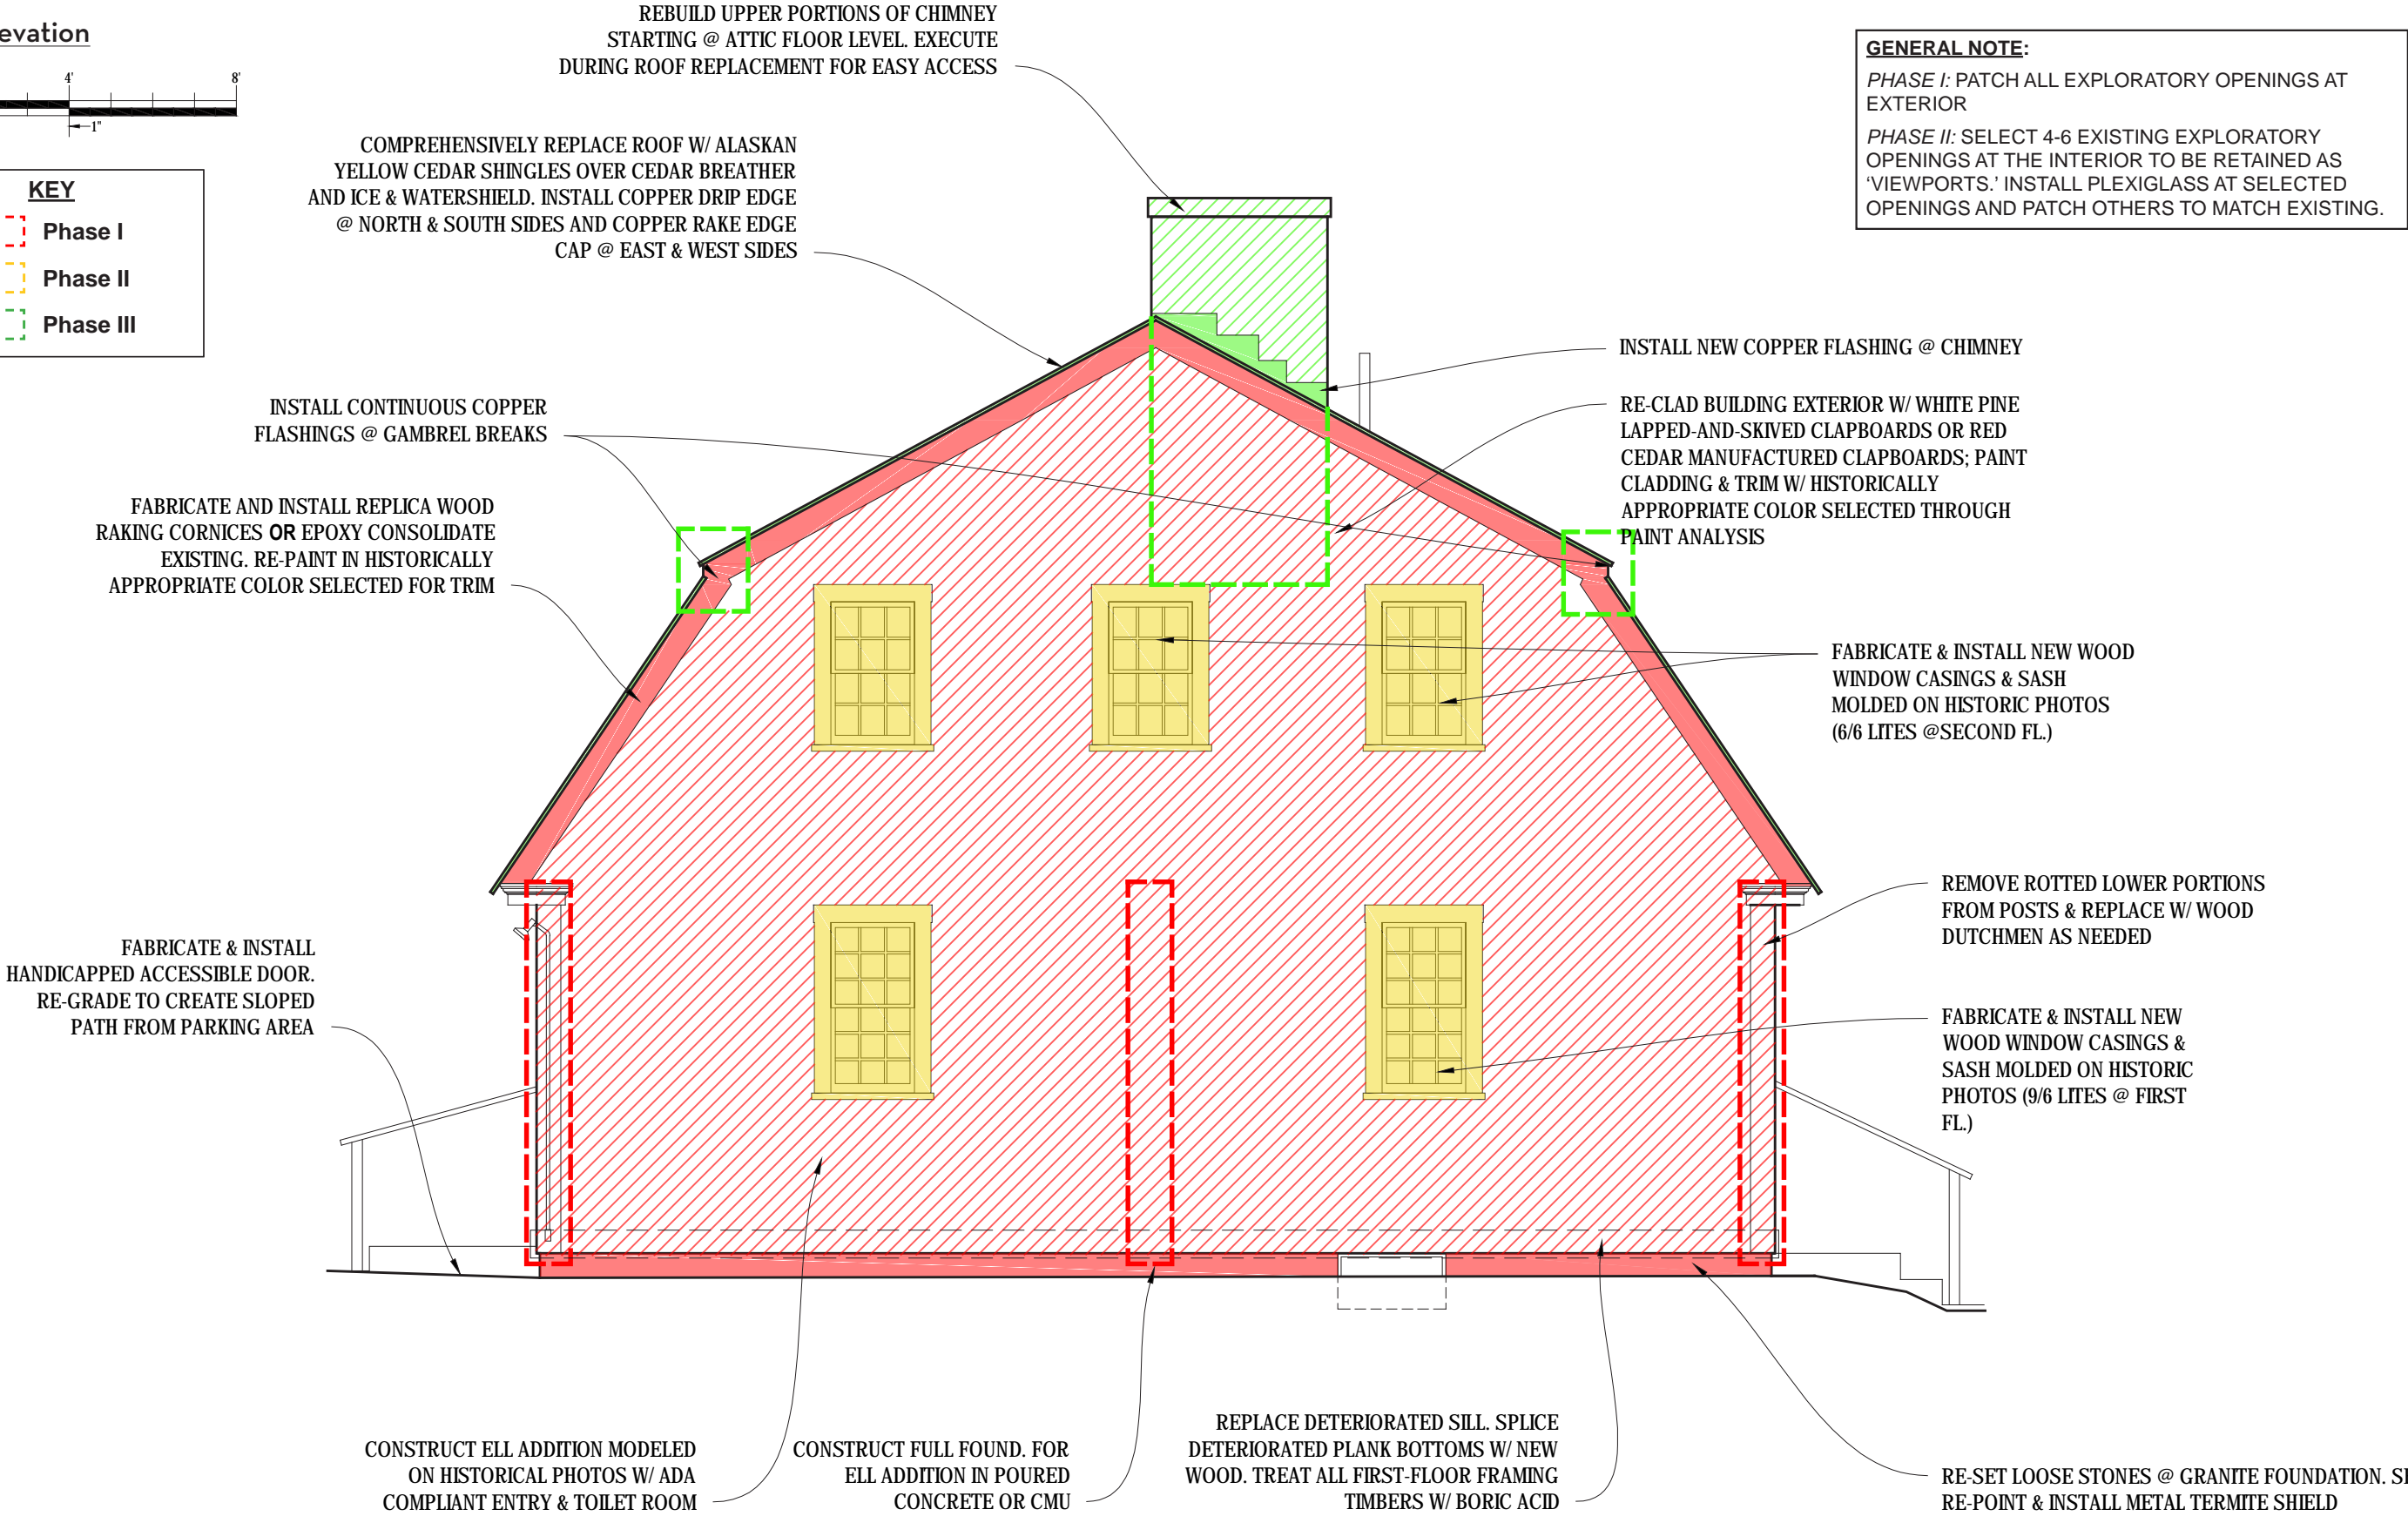 evation
4'
8'
1"
KEY
Phase I
Phase II
Phase III
REBUILD UPPER PORTIONS OF CHIMNEY
STARTING @ ATTIC FLOOR LEVEL. EXECUTE
DURING ROOF REPLACEMENT FOR EASY ACCESS
COMPREHENSIVELY REPLACE ROOF W/ ALASKAN
YELLOW CEDAR SHINGLES OVER CEDAR BREATHER
AND ICE & WATERSHIELD. INSTALL COPPER DRIP EDGE
@ NORTH & SOUTH SIDES AND COPPER RAKE EDGE
CAP @ EAST & WEST SIDES
GENERAL NOTE:
PHASE I: PATCH ALL EXPLORATORY OPENINGS AT
EXTERIOR
PHASE II: SELECT 4-6 EXISTING EXPLORATORY
OPENINGS AT THE INTERIOR TO BE RETAINED AS
‘VIEWPORTS.’ INSTALL PLEXIGLASS AT SELECTED
OPENINGS AND PATCH OTHERS TO MATCH EXISTING.
INSTALL CONTINUOUS COPPER
FLASHINGS @ GAMBREL BREAKS
FABRICATE AND INSTALL REPLICA WOOD
RAKING CORNICES OR EPOXY CONSOLIDATE
EXISTING. RE-PAINT IN HISTORICALLY
APPROPRIATE COLOR SELECTED FOR TRIM
INSTALL NEW COPPER FLASHING @ CHIMNEY
RE-CLAD BUILDING EXTERIOR W/ WHITE PINE
LAPPED-AND-SKIVED CLAPBOARDS OR RED
CEDAR MANUFACTURED CLAPBOARDS; PAINT
CLADDING & TRIM W/ HISTORICALLY
APPROPRIATE COLOR SELECTED THROUGH
PAINT ANALYSIS
FABRICATE & INSTALL NEW WOOD
WINDOW CASINGS & SASH
MOLDED ON HISTORIC PHOTOS
(6/6 LITES @SECOND FL.)
REMOVE ROTTED LOWER PORTIONS
FROM POSTS & REPLACE W/ WOOD
DUTCHMEN AS NEEDED
FABRICATE & INSTALL
HANDICAPPED ACCESSIBLE DOOR.
RE-GRADE TO CREATE SLOPED
PATH FROM PARKING AREA
FABRICATE & INSTALL NEW
WOOD WINDOW CASINGS &
SASH MOLDED ON HISTORIC
PHOTOS (9/6 LITES @ FIRST
FL.)
CONSTRUCT ELL ADDITION MODELED
ON HISTORICAL PHOTOS W/ ADA
COMPLIANT ENTRY & TOILET ROOM
CONSTRUCT FULL FOUND. FOR
ELL ADDITION IN POURED
CONCRETE OR CMU
REPLACE DETERIORATED SILL. SPLICE
DETERIORATED PLANK BOTTOMS W/ NEW
WOOD. TREAT ALL FIRST-FLOOR FRAMING
TIMBERS W/ BORIC ACID
RE-SET LOOSE STONES @ GRANITE FOUNDATION.
RE-POINT & INSTALL METAL TERMITE SHIELD